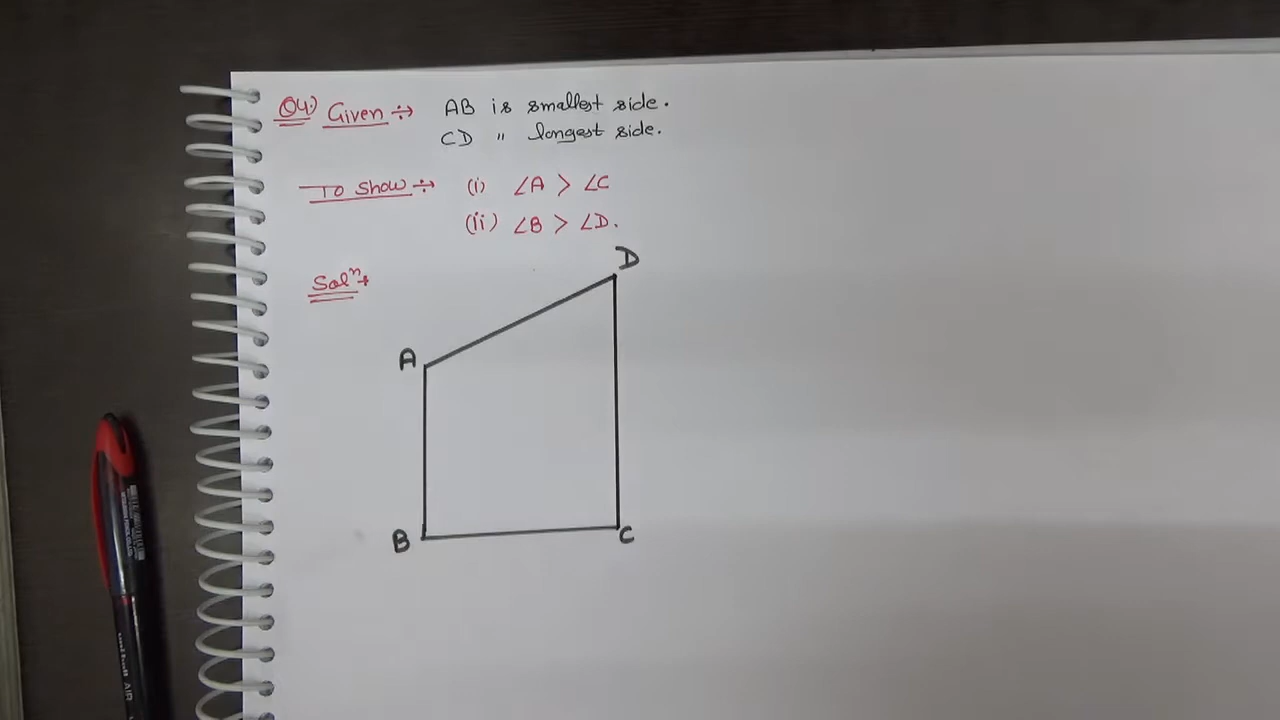 Q4) Given ÷ AB is smallest side.
CD " longest side.
To Show ÷ (i) ∠A > ∠C
(ii) ∠B > ∠D.
Solⁿ →
D
A
B
C